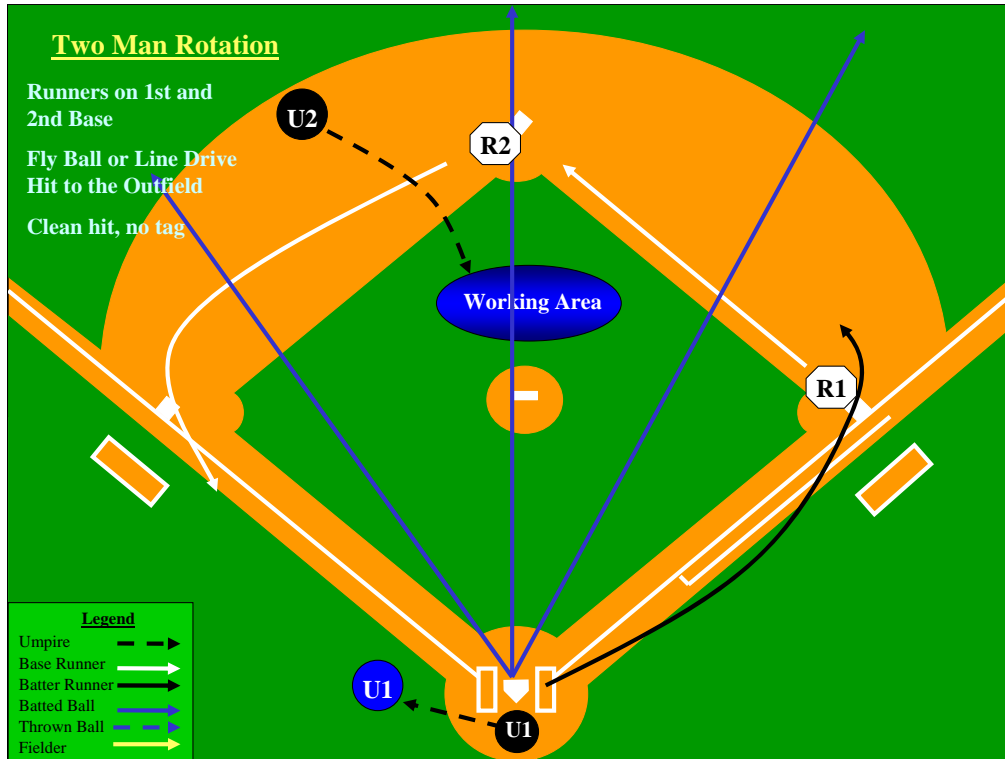 Two Man Rotation
Runners on 1st and
2nd Base
Fly Ball or Line Drive
Hit to the Outfield
Clean hit, no tag
U2
R2
Working Area
R1
U1
U1
Legend
Umpire
Base Runner
Batter Runner
Batted Ball
Thrown Ball
Fielder